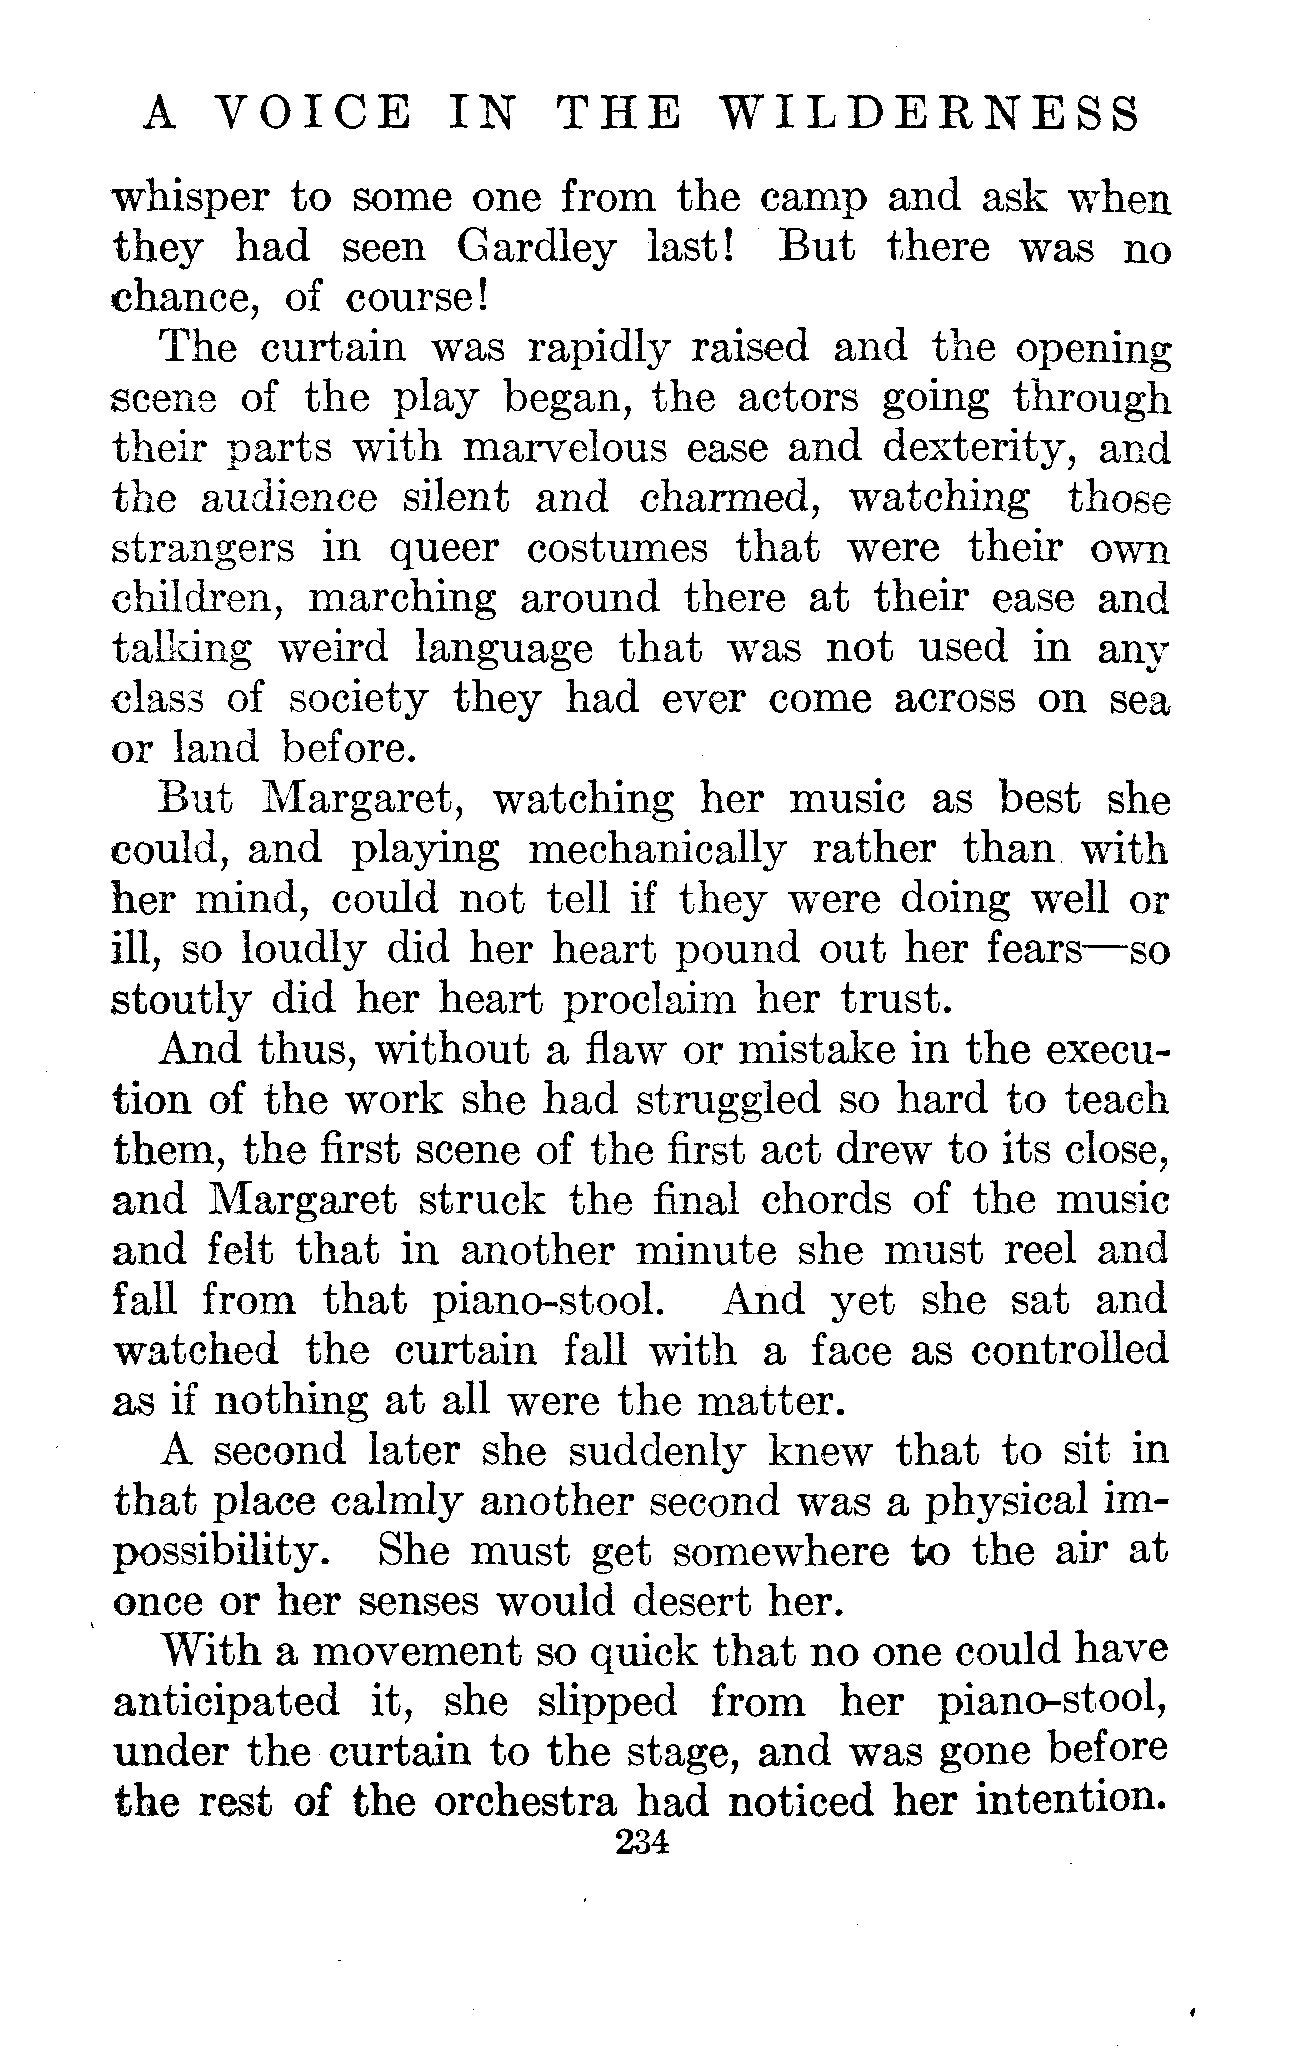 A VOICE IN THE WILDERNESS
whisper to some one from the camp and ask when
they had seen Gardley last! But there was no
chance, of course!
The curtain was rapidly raised and the opening
scene of the play began, the actors going through
their parts with marvelous ease and dexterity, and
the audience silent and charmed, watching those
strangers in queer costumes that were their own
children, marching around there at their ease and
talking weird language that was not used in any
class of society they had ever come across on sea
or land before.
But Margaret, watching her music as best she
could, and playing mechanically rather than with
her mind, could not tell if they were doing well or
ill, so loudly did her heart pound out her fears—so
stoutly did her heart proclaim her trust.
And thus, without a flaw or mistake in the execu-
tion of the work she had struggled so hard to teach
them, the first scene of the first act drew to its close,
and Margaret struck the final chords of the music
and felt that in another minute she must reel and
fall from that piano-stool. And yet she sat and
watched the curtain fall with a face as controlled
as if nothing at all were the matter.
A second later she suddenly knew that to sit in
that place calmly another second was a physical im-
possibility. She must get somewhere to the air at
once or her senses would desert her.
With a movement so quick that no one could have
anticipated it, she slipped from her piano-stool,
under the curtain to the stage, and was gone before
the rest of the orchestra had noticed her intention.
234